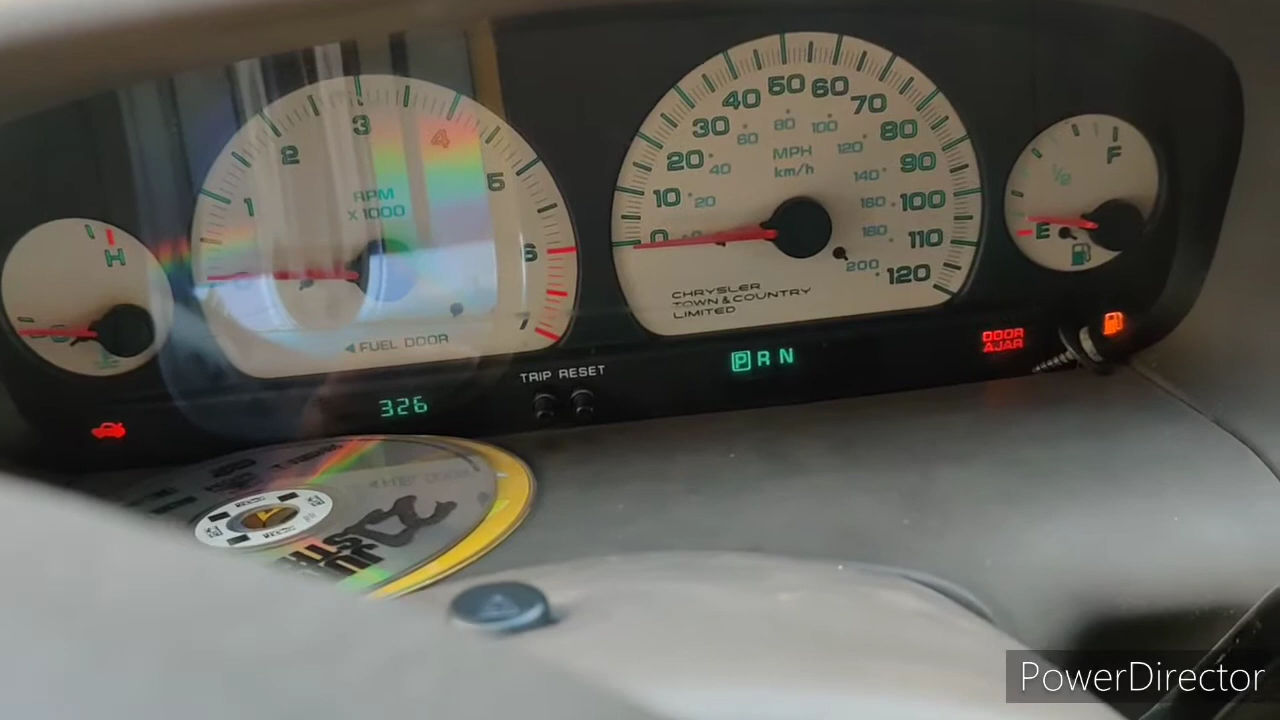 H
1
2
3
4
5
6
7
RPM
X 1000
◄ FUEL DOOR
0
10
20
30
40
50
60
70
80
90
100
110
120
20
40
60
80
100
120
140
160
180
200
MPH
km/h
CHRYSLER
TOWN & COUNTRY
LIMITED
F
1/2
E
TRIP RESET
P R N
326
DOOR
AJAR
PowerDirector